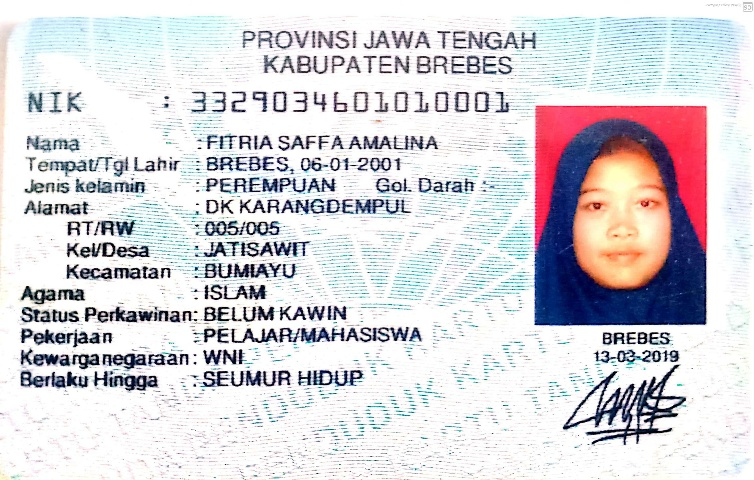 PROVINSI JAWA TENGAH
KABUPATEN BREBES
NIK : 3329034601010001
Nama : FITRIA SAFFA AMALINA
Tempat/Tgl Lahir : BREBES, 06-01-2001
Jenis kelamin : PEREMPUAN Gol. Darah :-
Alamat : DK KARANGDEMPUL
RT/RW : 005/005
Kel/Desa : JATISAWIT
Kecamatan : BUMIAYU
Agama : ISLAM
Status Perkawinan: BELUM KAWIN
Pekerjaan : PELAJAR/MAHASISWA
Kewarganegaraan: WNI
Berlaku Hingga : SEUMUR HIDUP
BREBES
13-03-2019